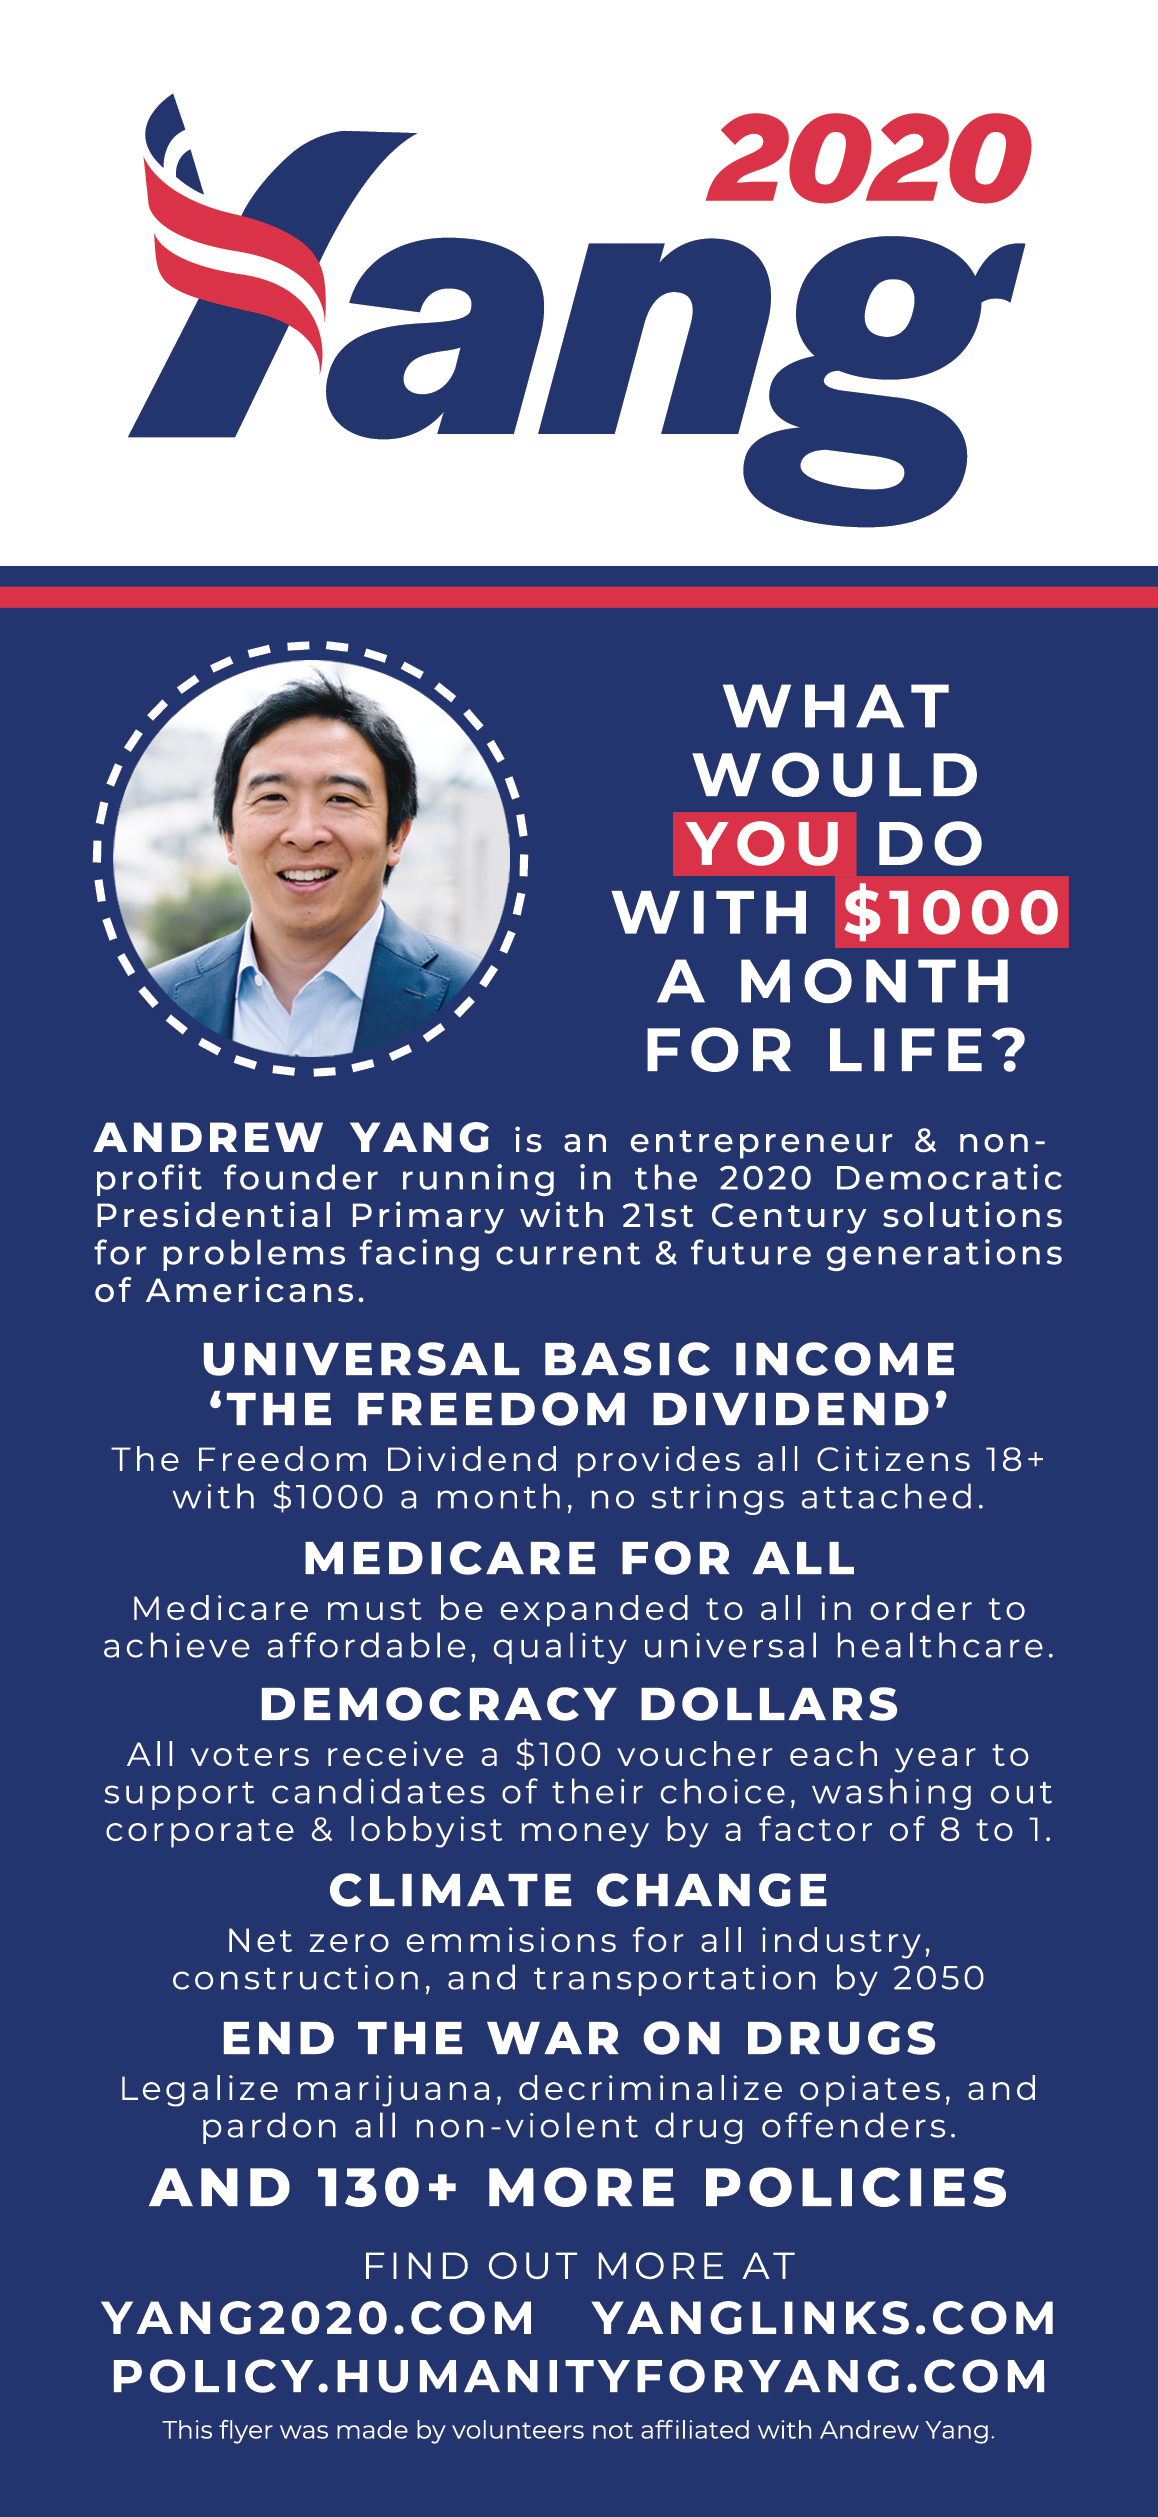 2020
Yang
WHAT
WOULD
YOU DO
WITH $1000
A MONTH
FOR LIFE?
ANDREW YANG is an entrepreneur & non-
profit founder running in the 2020 Democratic
Presidential Primary with 21st Century solutions
for problems facing current & future generations
of Americans.
UNIVERSAL BASIC INCOME
‘THE FREEDOM DIVIDEND’
The Freedom Dividend provides all Citizens 18+
with $1000 a month, no strings attached.
MEDICARE FOR ALL
Medicare must be expanded to all in order to
achieve affordable, quality universal healthcare.
DEMOCRACY DOLLARS
All voters receive a $100 voucher each year to
support candidates of their choice, washing out
corporate & lobbyist money by a factor of 8 to 1.
CLIMATE CHANGE
Net zero emmisions for all industry,
construction, and transportation by 2050
END THE WAR ON DRUGS
Legalize marijuana, decriminalize opiates, and
pardon all non-violent drug offenders.
AND 130+ MORE POLICIES
FIND OUT MORE AT
YANG2020.COM YANGLINKS.COM
POLICY.HUMANITYFORYANG.COM
This flyer was made by volunteers not affiliated with Andrew Yang.